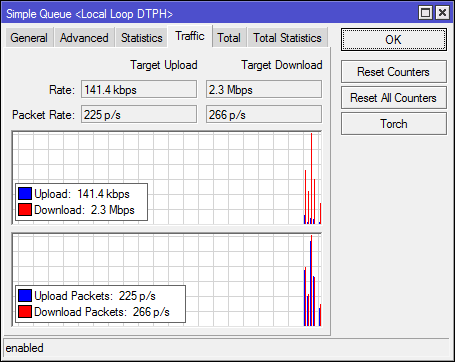 Simple Queue <Local Loop DTPH>
General Advanced Statistics Traffic Total Total Statistics
Target Upload Target Download
Rate: 141.4 kbps 2.3 Mbps
Packet Rate: 225 p/s 266 p/s
Upload: 141.4 kbps
Download: 2.3 Mbps
Upload Packets: 225 p/s
Download Packets: 266 p/s
OK
Reset Counters
Reset All Counters
Torch
enabled